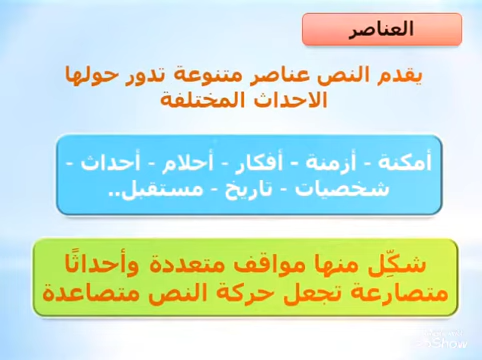 العناصر
يقدم النص عناصر متنوعة تدور حولها
الاحداث المختلفة
أمكنة - أزمنة - أفكار - أحلام - أحداث -
شخصيات - تاريخ - مستقبل..
شكِّل منها مواقف متعددة وأحداثًا
متصارعة تجعل حركة النص متصاعدة